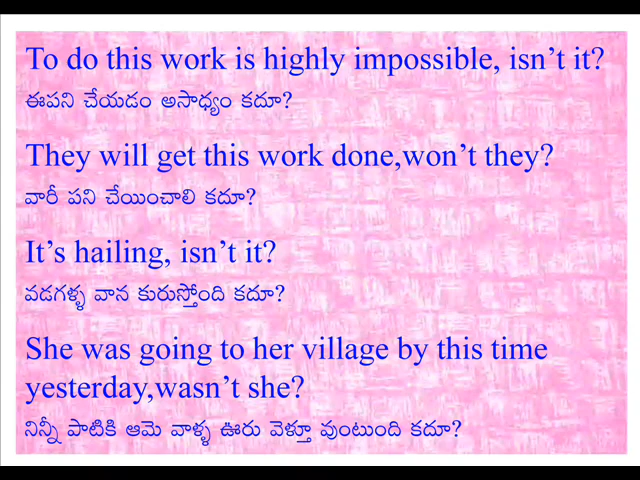 To do this work is highly impossible, isn't it?
ఈపని చేయడం అసాధ్యం కదూ?
They will get this work done,won't they?
వారీ పని చేయించాలి కదూ?
It's hailing, isn't it?
వడగళ్ళ వాన కురుస్తోంది కదూ?
She was going to her village by this time
yesterday,wasn't she?
నిన్నీ పాటికి ఆమె వాళ్ళ ఊరు వెళ్తూ వుంటుంది కదూ?